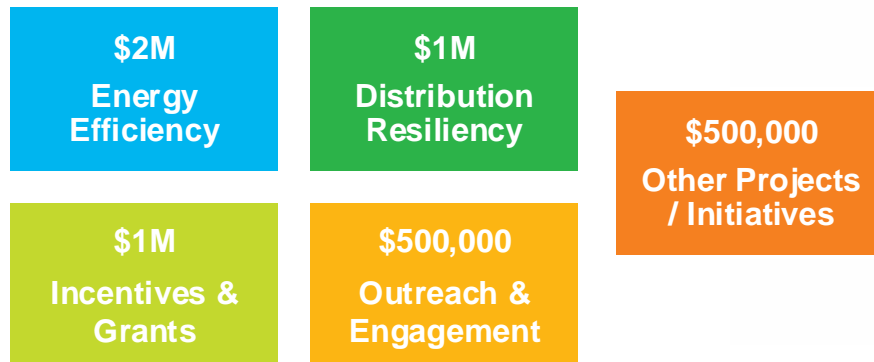 $2M
Energy
Efficiency
$1M
Distribution
Resiliency
$500,000
Other Projects
/ Initiatives
$1M
Incentives &
Grants
$500,000
Outreach &
Engagement